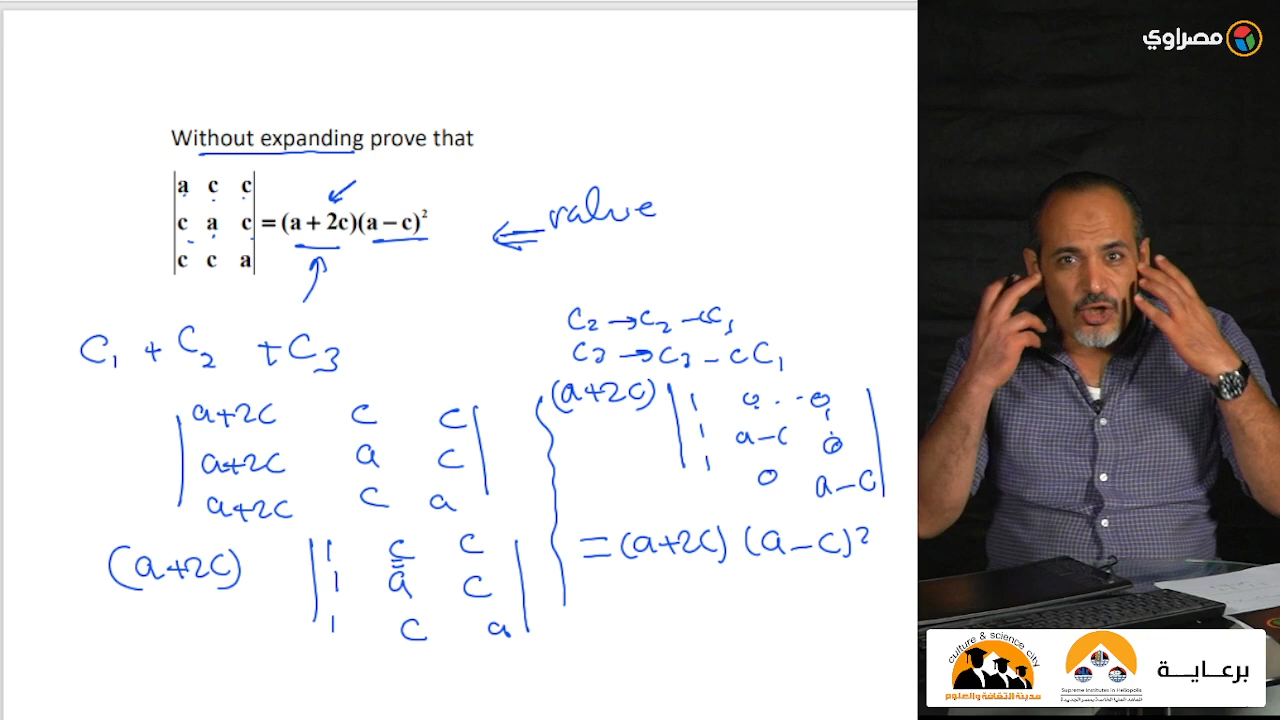 مصراوي
Without expanding prove that
a c c
c a c = (a + 2c)(a − c)²
c c a
value
C₁ + C₂ + C₃
a+2c c c
a+2c a c
a+2c c a
(a+2c) 1 c c
1 a c
1 c a
C₂ → C₂ − cC₁
C₃ → C₃ − cC₁
(a+2c) 1 0 0
1 a−c 0
1 0 a−c
= (a+2c) (a−c)²
culture & science city
مدينة الثقافة والعلوم
Supreme Institutes in Heliopolis
برعاية